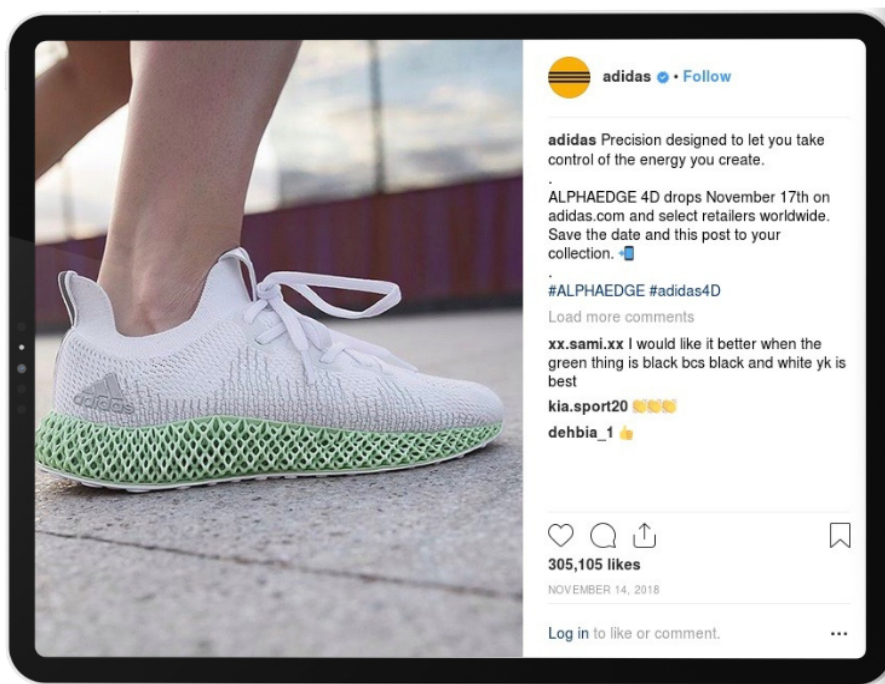 adidas • Follow
adidas Precision designed to let you take
control of the energy you create.
.
ALPHAEDGE 4D drops November 17th on
adidas.com and select retailers worldwide.
Save the date and this post to your
collection. 📲
.
#ALPHAEDGE #adidas4D
Load more comments
xx.sami.xx I would like it better when the
green thing is black bcs black and white yk is
best
kia.sport20 👏👏👏
dehbia_1 👍
305,105 likes
NOVEMBER 14, 2018
Log in to like or comment.
adidas